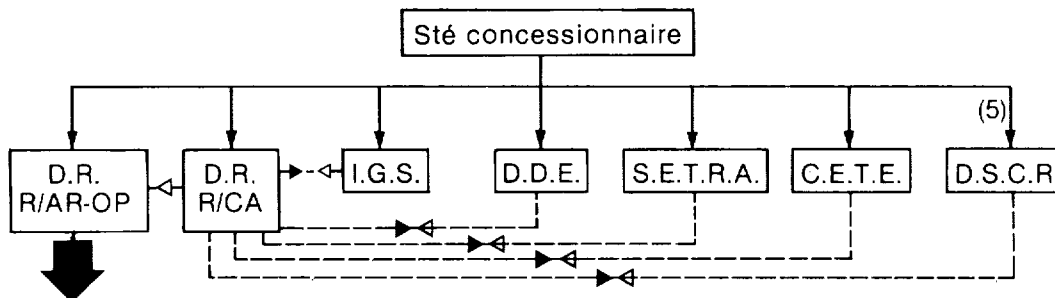 Sté concessionnaire
(5)
D.R.
R/AR-OP
D.R.
R/CA
I.G.S.
D.D.E.
S.E.T.R.A.
C.E.T.E.
D.S.C.R